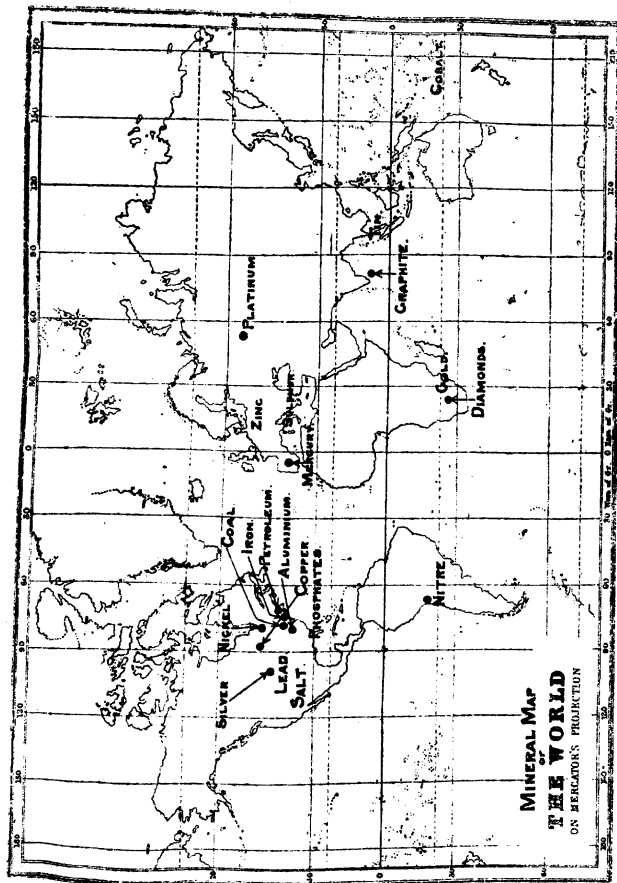 MINERAL MAP
OF
THE WORLD
ON MERCATOR'S PROJECTION
SILVER
NICKEL
COAL
IRON.
PETROLEUM
ALUMINIUM.
COPPER
PHOSPHATES.
LEAD
SALT
NITRE
MERCURY.
ZINC
SULPHUR
PLATINUM
GOLD.
DIAMONDS.
GRAPHITE.
TIN.
COBALT.